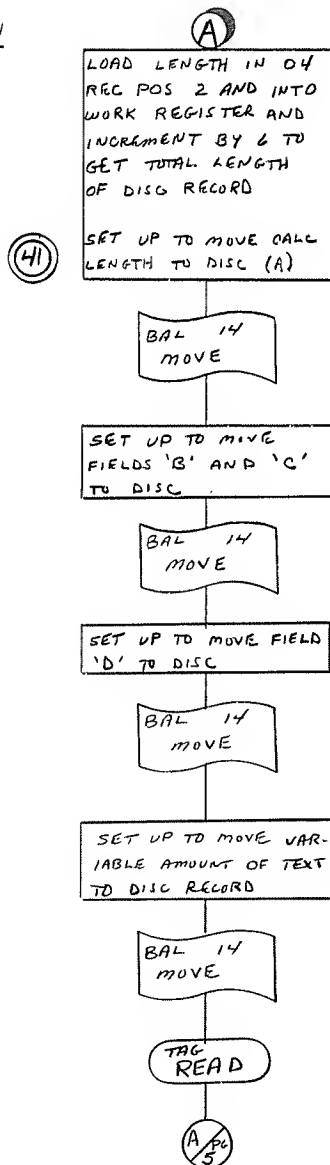 A
LOAD LENGTH IN 04
REC POS 2 AND INTO
WORK REGISTER AND
INCREMENT BY 6 TO
GET TOTAL LENGTH
OF DISC RECORD
SET UP TO MOVE CALC
LENGTH TO DISC (A)
41
BAL 14
MOVE
SET UP TO MOVE
FIELDS 'B' AND 'C'
TO DISC
BAL 14
MOVE
SET UP TO MOVE FIELD
'D' TO DISC
BAL 14
MOVE
SET UP TO MOVE VAR-
IABLE AMOUNT OF TEXT
TO DISC RECORD
BAL 14
MOVE
TAG
READ
A/PG
5